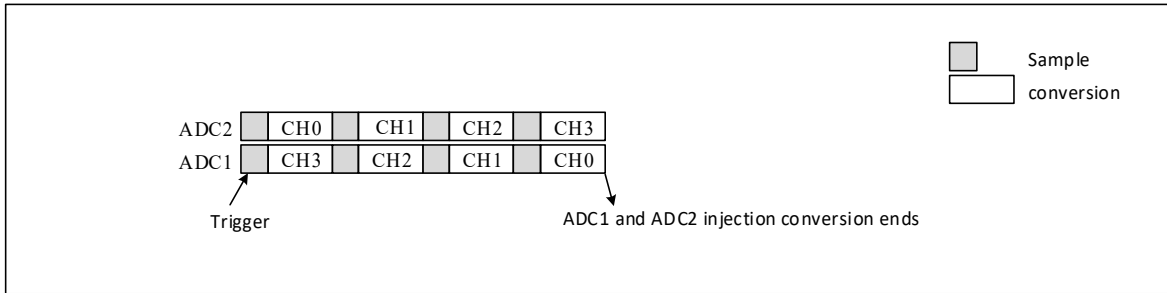 Sample
conversion
ADC2 CH0 CH1 CH2 CH3
ADC1 CH3 CH2 CH1 CH0
Trigger
ADC1 and ADC2 injection conversion ends